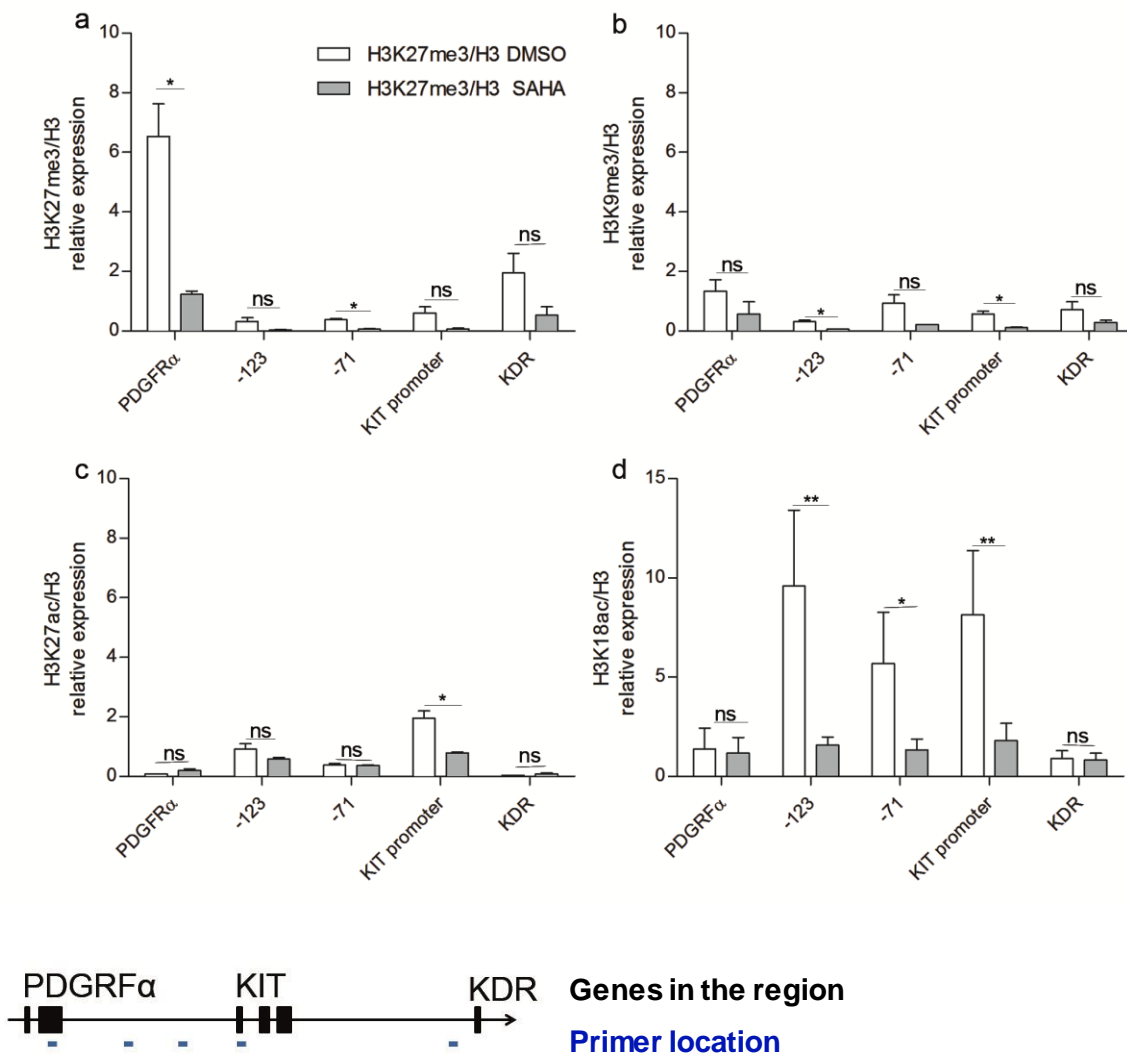 a
10
8
6
4
2
0
H3K27me3/H3
relative expression
H3K27me3/H3 DMSO
H3K27me3/H3 SAHA
*
ns
*
ns
ns
PDGFRα
-123
-71
KIT promoter
KDR
b
10
8
6
4
2
0
H3K9me3/H3
relative expression
ns
*
ns
*
ns
PDGFRα
-123
-71
KIT promoter
KDR
c
10
8
6
4
2
0
H3K27ac/H3
relative expression
ns
ns
ns
*
ns
PDGFRα
-123
-71
KIT promoter
KDR
d
15
10
5
0
H3K18ac/H3
relative expression
ns
**
*
**
ns
PDGRFα
-123
-71
KIT promoter
KDR
PDGRFα KIT KDR Genes in the region
Primer location